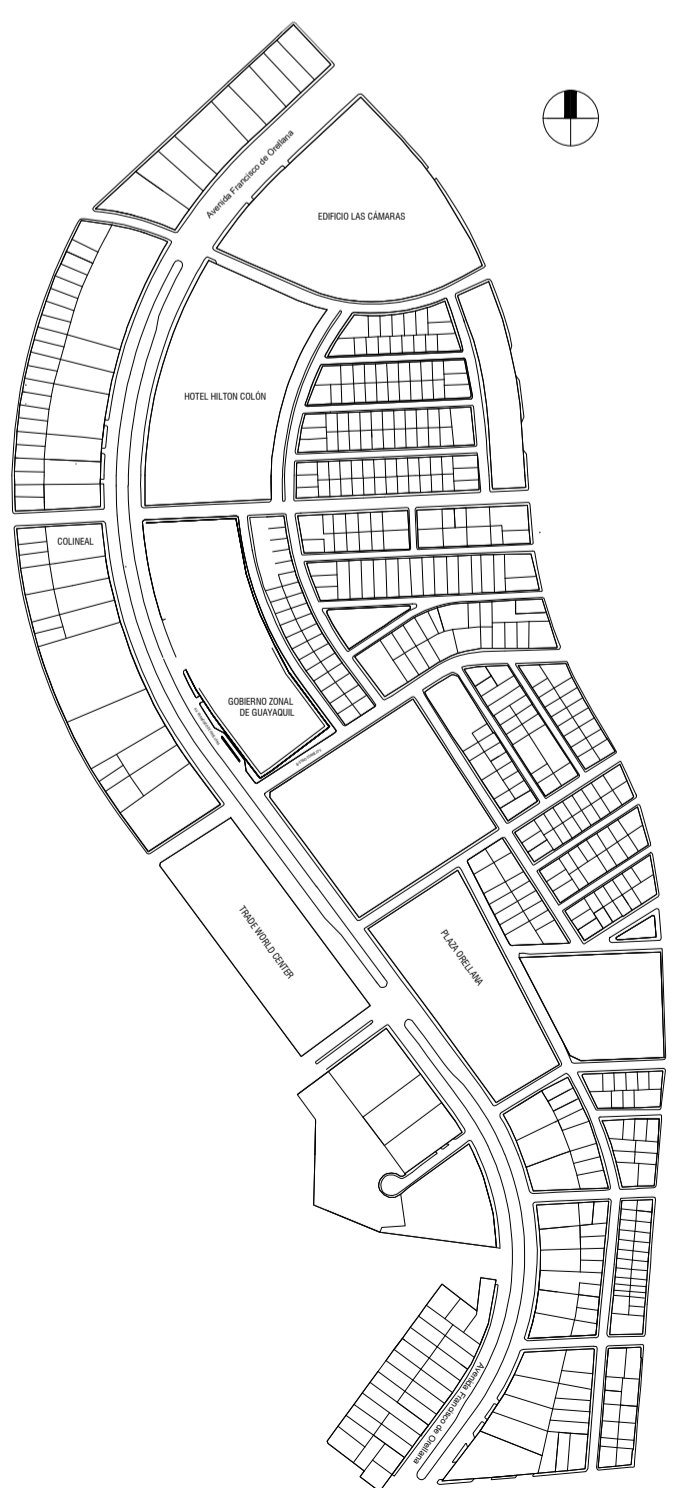 Avenida Francisco de Orellana
EDIFICIO LAS CÁMARAS
HOTEL HILTON COLÓN
COLINEAL
GOBIERNO ZONAL
DE GUAYAQUIL
TRADE WORLD CENTER
PLAZA ORELLANA
Avenida Francisco de Orellana